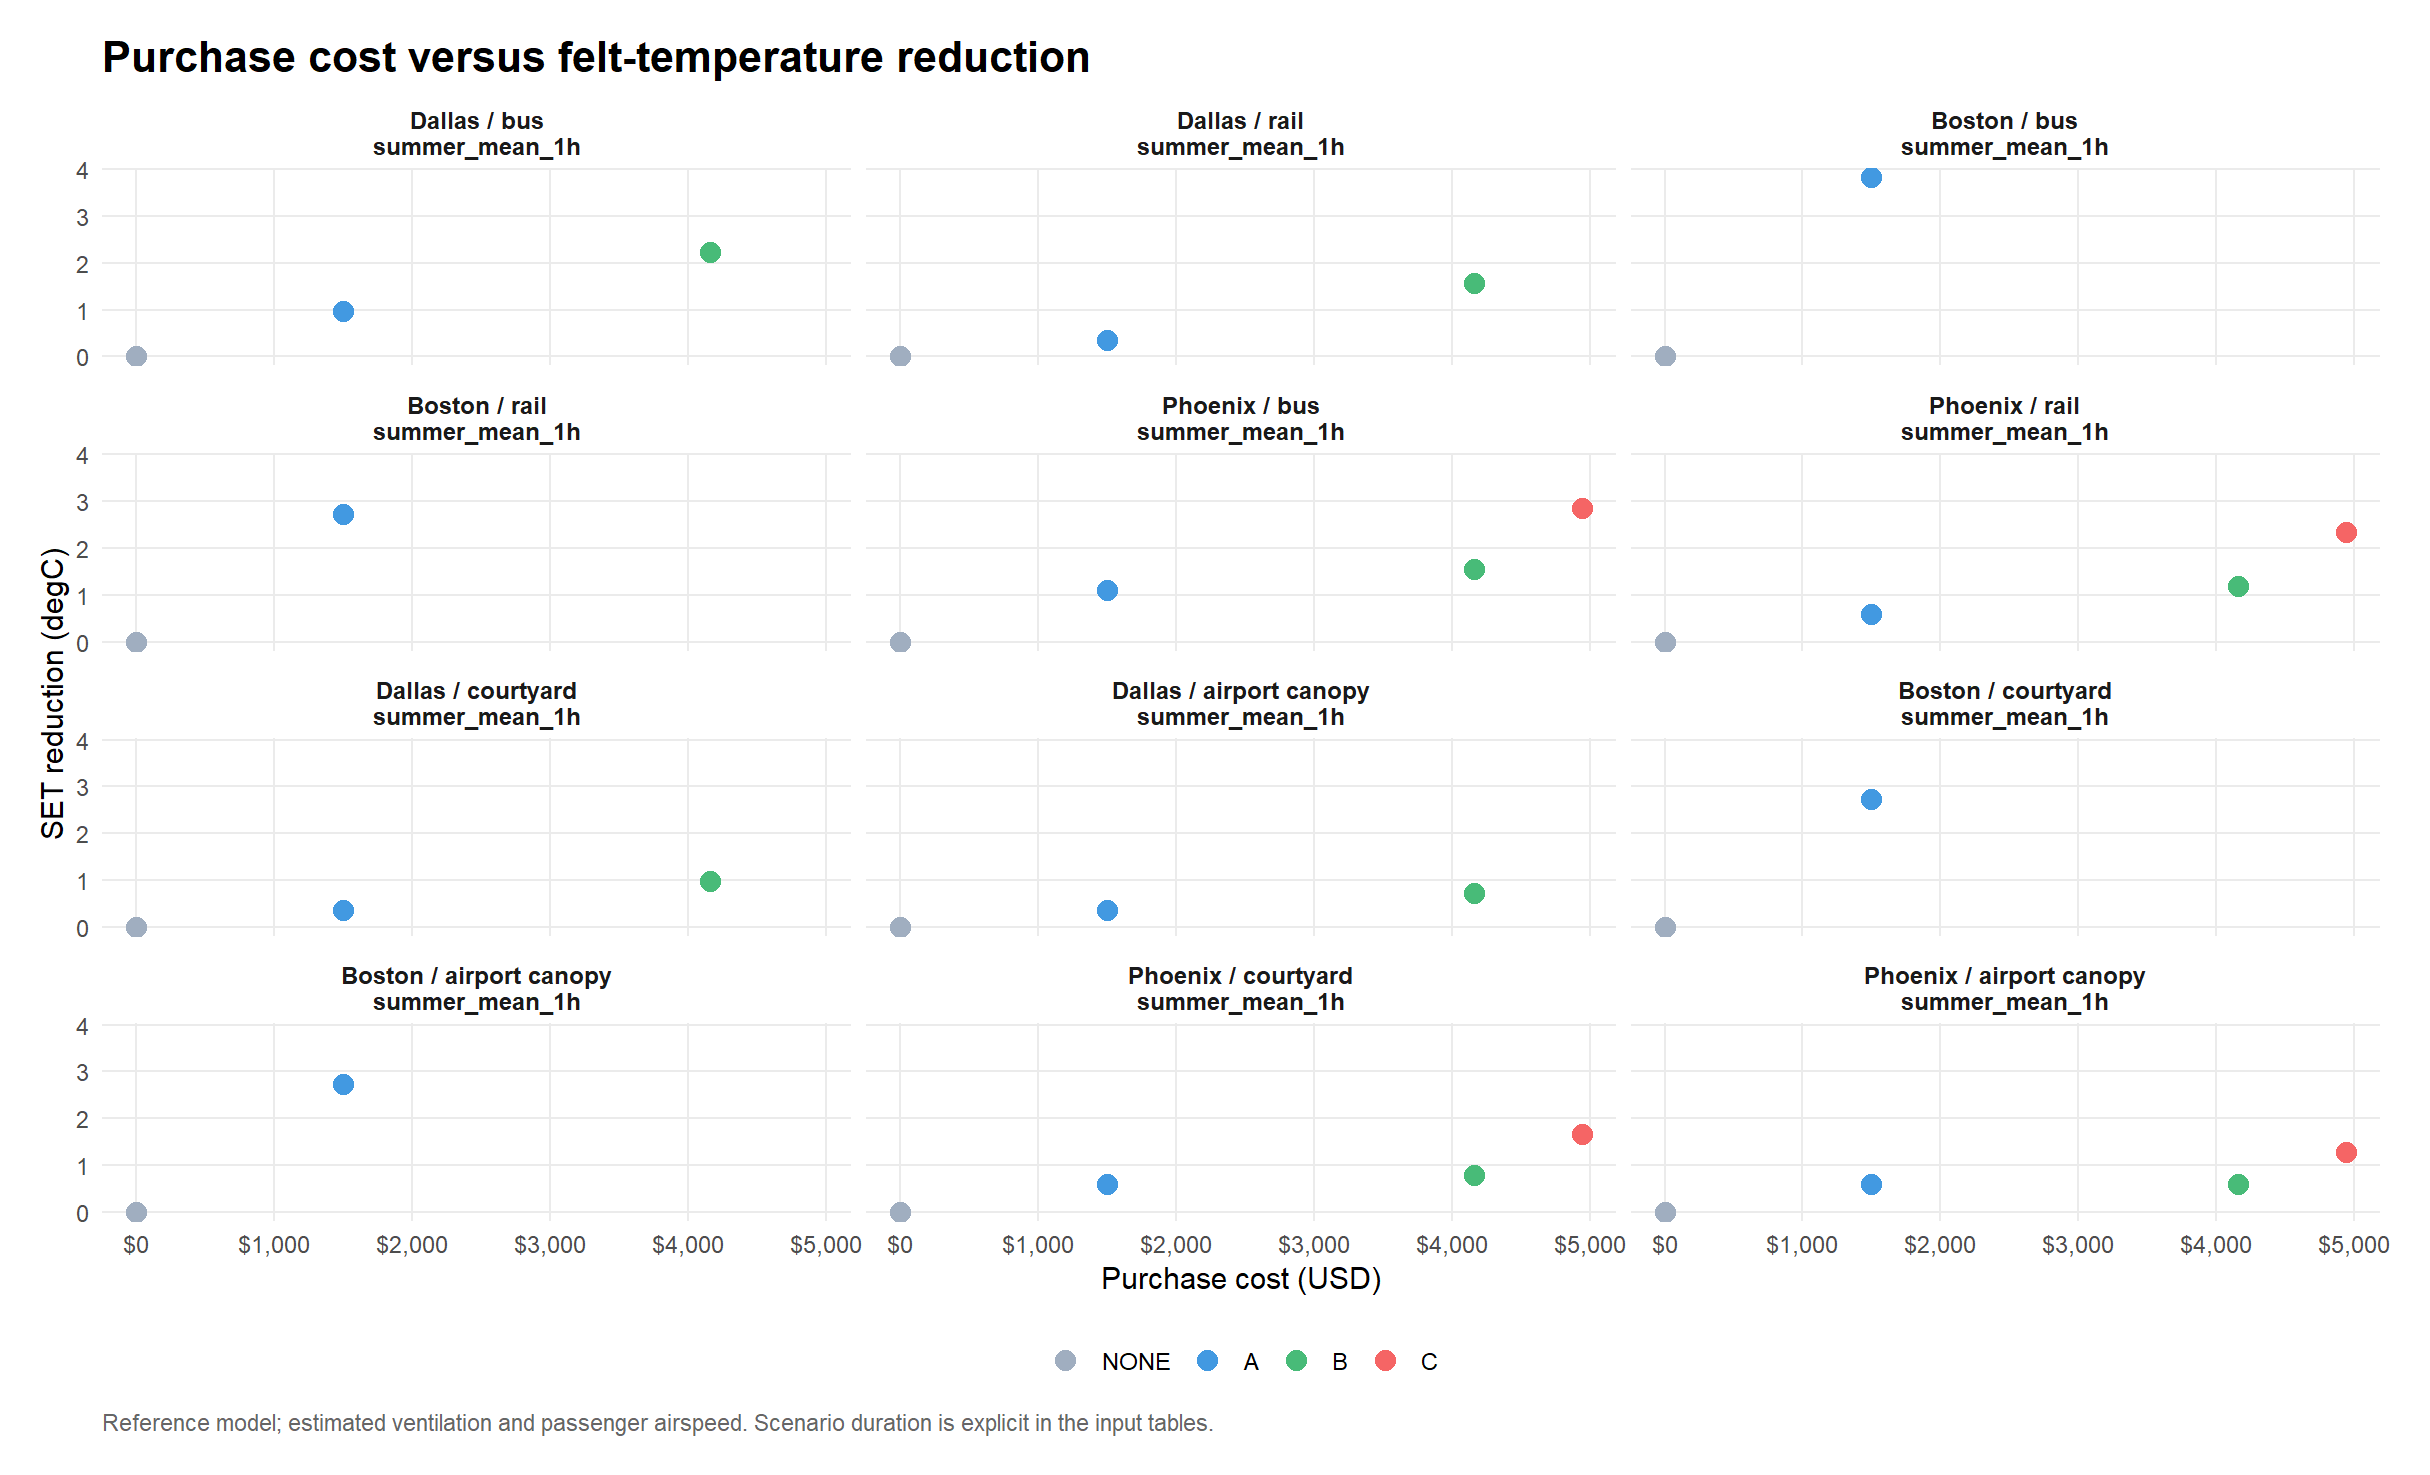 Purchase cost versus felt-temperature reduction
Dallas / bus
summer_mean_1h
Dallas / rail
summer_mean_1h
Boston / bus
summer_mean_1h
4
3
2
1
0
Boston / rail
summer_mean_1h
Phoenix / bus
summer_mean_1h
Phoenix / rail
summer_mean_1h
4
3
2
1
0
SET reduction (degC)
Dallas / courtyard
summer_mean_1h
Dallas / airport canopy
summer_mean_1h
Boston / courtyard
summer_mean_1h
4
3
2
1
0
Boston / airport canopy
summer_mean_1h
Phoenix / courtyard
summer_mean_1h
Phoenix / airport canopy
summer_mean_1h
4
3
2
1
0
$0 $1,000 $2,000 $3,000 $4,000 $5,000 $0 $1,000 $2,000 $3,000 $4,000 $5,000 $0 $1,000 $2,000 $3,000 $4,000 $5,000
Purchase cost (USD)
NONE A B C
Reference model; estimated ventilation and passenger airspeed. Scenario duration is explicit in the input tables.